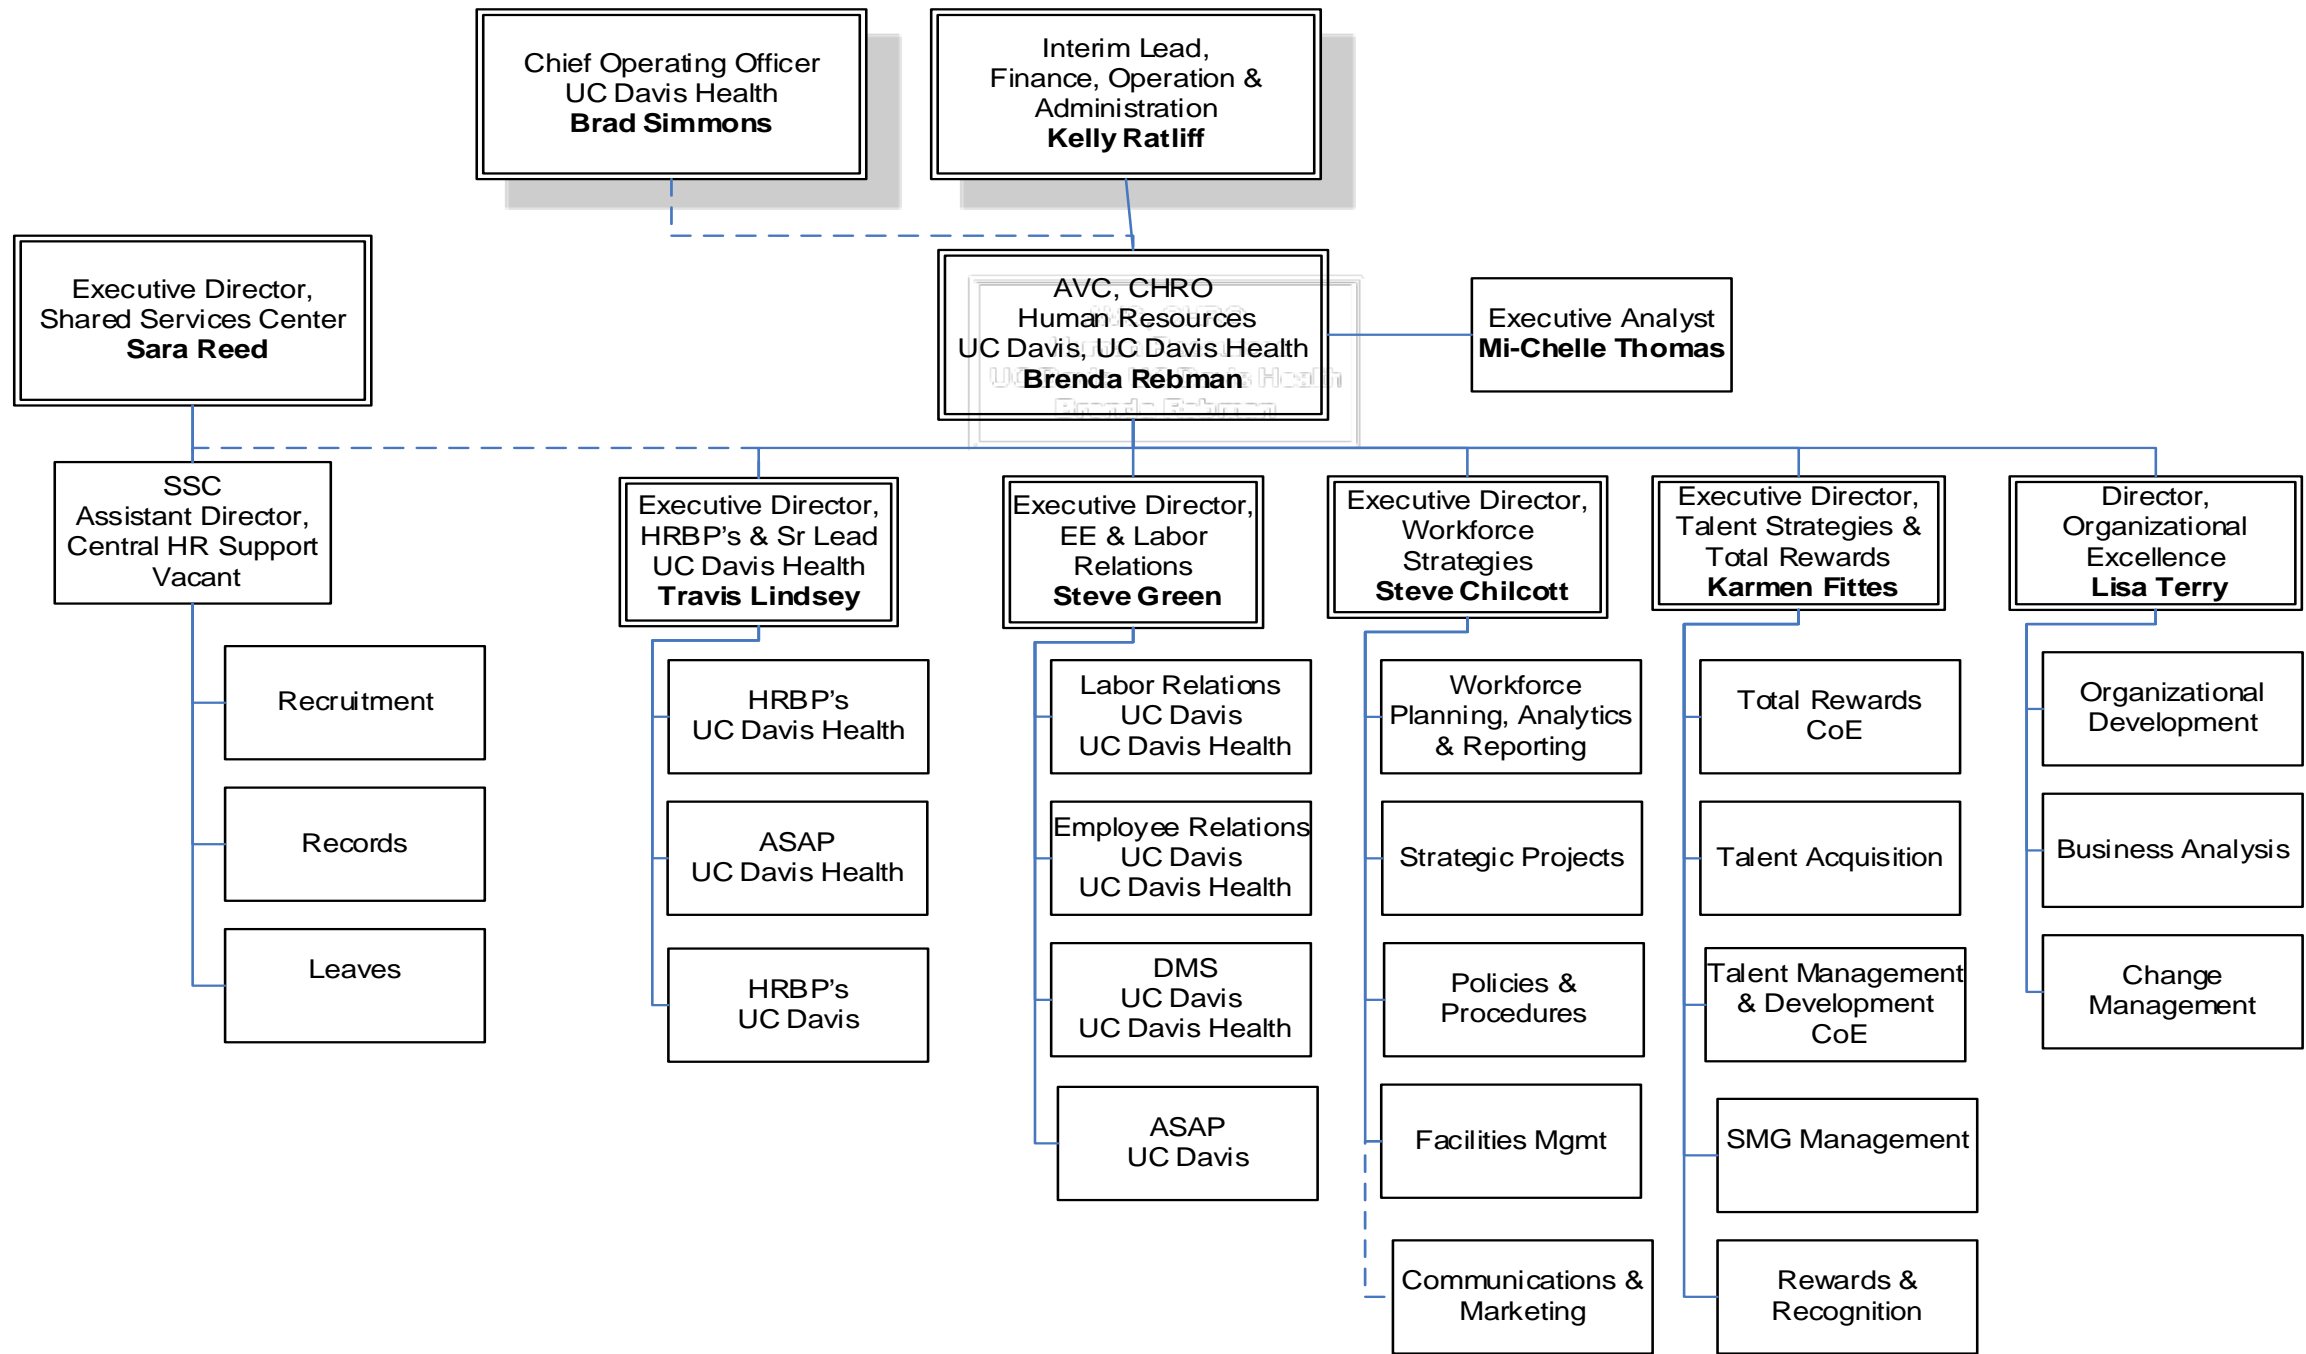 Chief Operating Officer
UC Davis Health
Brad Simmons
Interim Lead,
Finance, Operation &
Administration
Kelly Ratliff
Executive Director,
Shared Services Center
Sara Reed
AVC, CHRO
Human Resources
UC Davis, UC Davis Health
Brenda Rebman
Executive Analyst
Mi-Chelle Thomas
SSC
Assistant Director,
Central HR Support
Vacant
Executive Director,
HRBP's & Sr Lead
UC Davis Health
Travis Lindsey
Executive Director,
EE & Labor
Relations
Steve Green
Executive Director,
Workforce
Strategies
Steve Chilcott
Executive Director,
Talent Strategies &
Total Rewards
Karmen Fittes
Director,
Organizational
Excellence
Lisa Terry
Recruitment
Records
Leaves
HRBP's
UC Davis Health
ASAP
UC Davis Health
HRBP's
UC Davis
Labor Relations
UC Davis
UC Davis Health
Employee Relations
UC Davis
UC Davis Health
DMS
UC Davis
UC Davis Health
ASAP
UC Davis
Workforce
Planning, Analytics
& Reporting
Strategic Projects
Policies &
Procedures
Facilities Mgmt
Communications &
Marketing
Total Rewards
CoE
Talent Acquisition
Talent Management
& Development
CoE
SMG Management
Rewards &
Recognition
Organizational
Development
Business Analysis
Change
Management